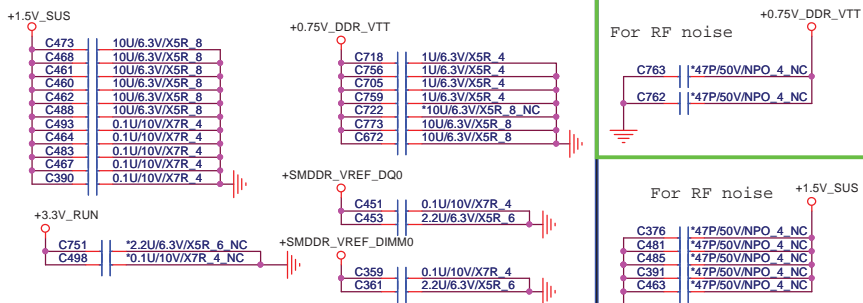 +1.5V_SUS
C473 10U/6.3V/X5R_8
C468 10U/6.3V/X5R_8
C461 10U/6.3V/X5R_8
C460 10U/6.3V/X5R_8
C462 10U/6.3V/X5R_8
C488 10U/6.3V/X5R_8
C493 0.1U/10V/X7R_4
C464 0.1U/10V/X7R_4
C483 0.1U/10V/X7R_4
C467 0.1U/10V/X7R_4
C390 0.1U/10V/X7R_4
+3.3V_RUN
C751 *2.2U/6.3V/X5R_6_NC
C498 *0.1U/10V/X7R_4_NC
+0.75V_DDR_VTT
C718 1U/6.3V/X5R_4
C756 1U/6.3V/X5R_4
C705 1U/6.3V/X5R_4
C759 1U/6.3V/X5R_4
C722 *10U/6.3V/X5R_8_NC
C773 10U/6.3V/X5R_8
C672 10U/6.3V/X5R_8
+SMDDR_VREF_DQ0
C451 0.1U/10V/X7R_4
C453 2.2U/6.3V/X5R_6
+SMDDR_VREF_DIMM0
C359 0.1U/10V/X7R_4
C361 2.2U/6.3V/X5R_6
For RF noise
+0.75V_DDR_VTT
C763 *47P/50V/NPO_4_NC
C762 *47P/50V/NPO_4_NC
For RF noise
+1.5V_SUS
C376 *47P/50V/NPO_4_NC
C481 *47P/50V/NPO_4_NC
C485 *47P/50V/NPO_4_NC
C391 *47P/50V/NPO_4_NC
C463 *47P/50V/NPO_4_NC